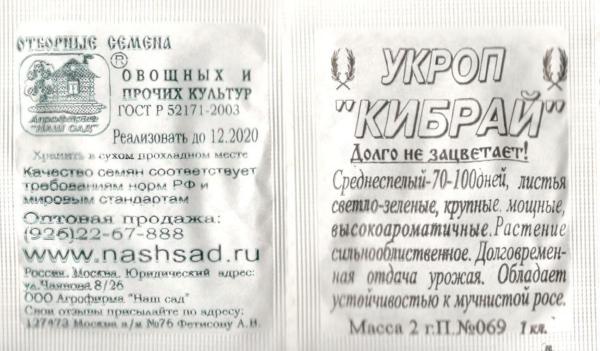 ОТБОРНЫЕ СЕМЕНА
®
ОВОЩНЫХ И
ПРОЧИХ КУЛЬТУР
ГОСТ Р 52171-2003
Агрофирма
"НАШ САД"
Реализовать до 12.2020
Хранить в сухом прохладном месте
Качество семян соответствует
требованиям норм РФ и
мировым стандартам
Оптовая продажа:
(926)22-67-888
www.nashsad.ru
Россия. Москва. Юридический адрес:
ул.Чаянова 8/26
ООО Агрофирма "Наш сад"
Свои отзывы присылайте по адресу:
127473 Москва а/я №76 Фетисову А.Н.
УКРОП
"КИБРАЙ"
Долго не зацветает!
Среднеспелый-70-100дней, листья
светло-зеленые, крупные, мощные,
высокоароматичные. Растение
сильнооблиственное. Долговремен-
ная отдача урожая. Обладает
устойчивостью к мучнистой росе.
Масса 2 г.П.№069 1 кл.